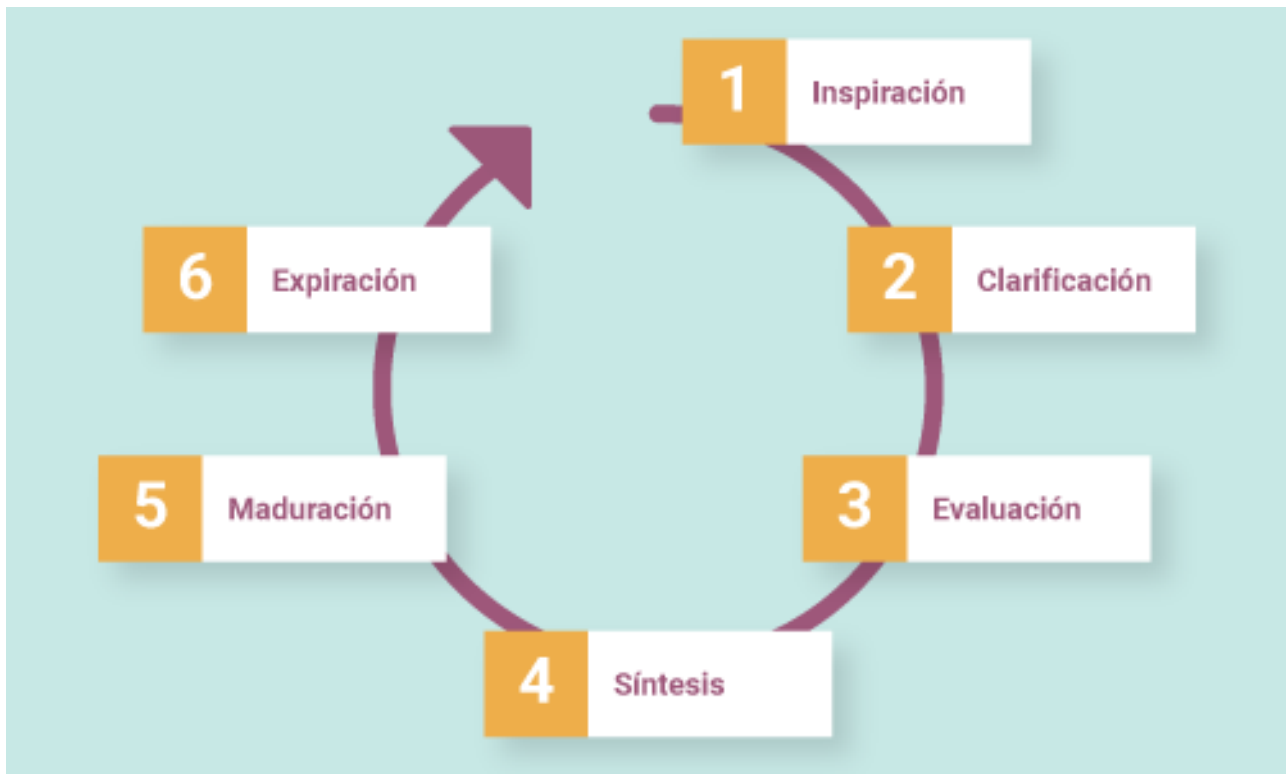 1 Inspiración
2 Clarificación
3 Evaluación
4 Síntesis
5 Maduración
6 Expiración